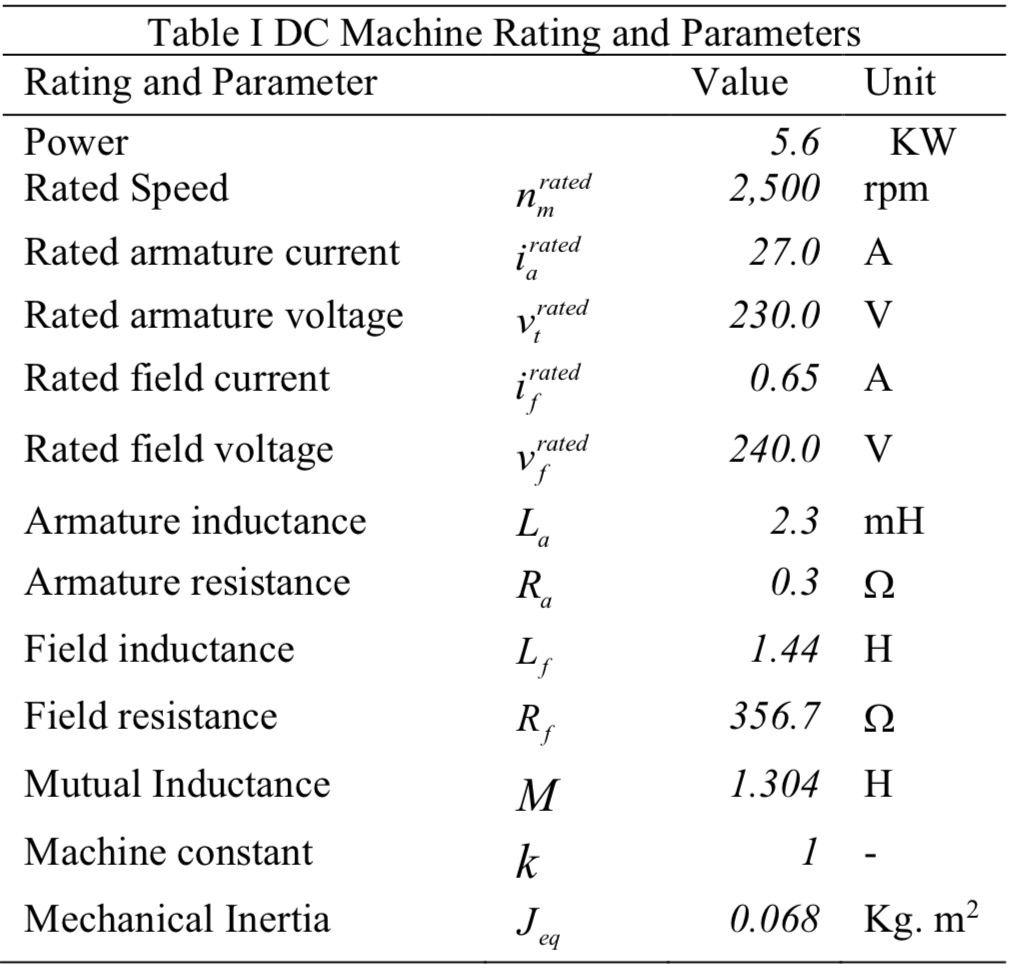 Table I DC Machine Rating and Parameters
Rating and Parameter Value Unit
Power 5.6 KW
Rated Speed n_m^rated 2,500 rpm
Rated armature current i_a^rated 27.0 A
Rated armature voltage v_t^rated 230.0 V
Rated field current i_f^rated 0.65 A
Rated field voltage v_f^rated 240.0 V
Armature inductance L_a 2.3 mH
Armature resistance R_a 0.3 Ω
Field inductance L_f 1.44 H
Field resistance R_f 356.7 Ω
Mutual Inductance M 1.304 H
Machine constant k 1 -
Mechanical Inertia J_eq 0.068 Kg. m²